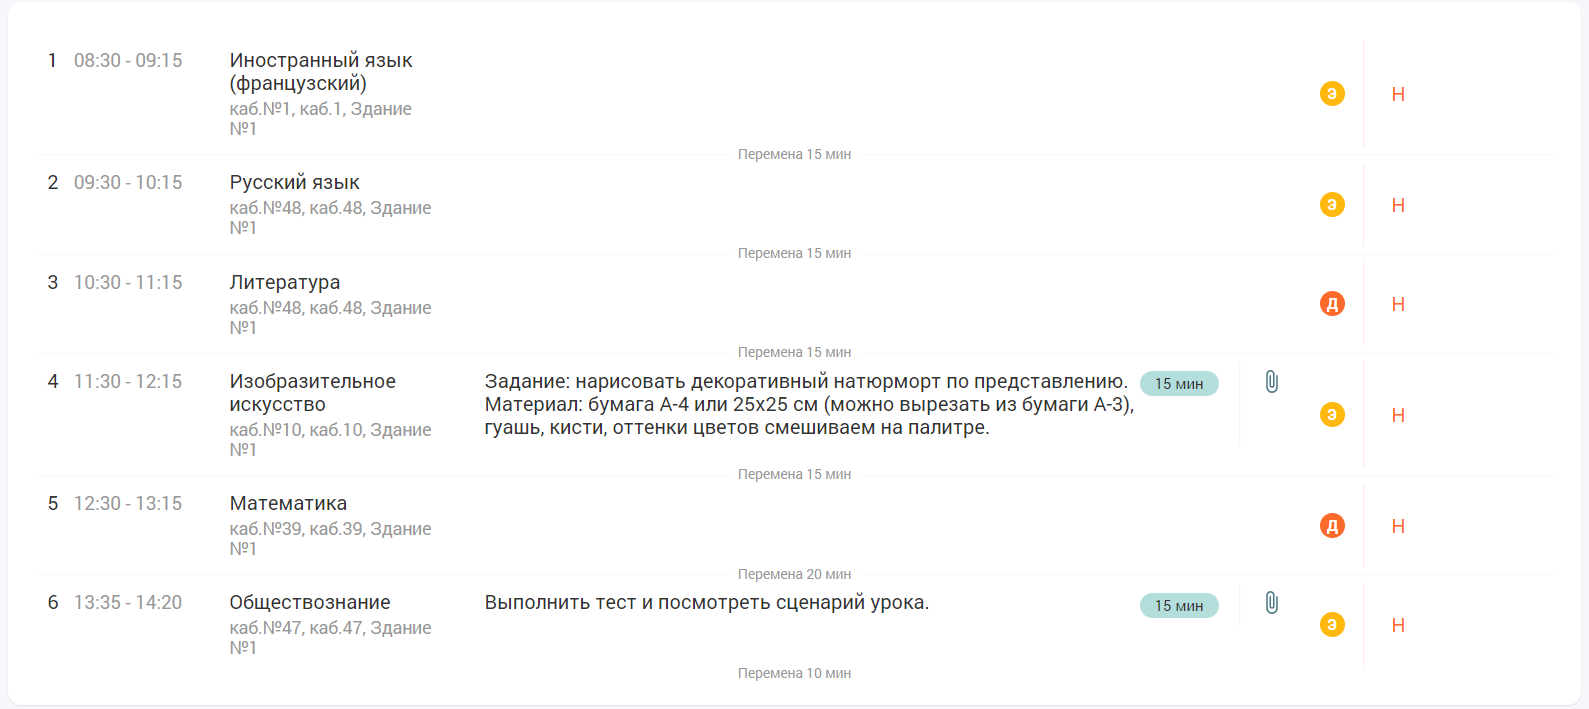 1 08:30 - 09:15 Иностранный язык
(французский)
каб.№1, каб.1, Здание
№1
Э Н
Перемена 15 мин
2 09:30 - 10:15 Русский язык
каб.№48, каб.48, Здание
№1
Э Н
Перемена 15 мин
3 10:30 - 11:15 Литература
каб.№48, каб.48, Здание
№1
Д Н
Перемена 15 мин
4 11:30 - 12:15 Изобразительное
искусство
каб.№10, каб.10, Здание
№1
Задание: нарисовать декоративный натюрморт по представлению.
Материал: бумага А-4 или 25х25 см (можно вырезать из бумаги А-3),
гуашь, кисти, оттенки цветов смешиваем на палитре.
15 мин
Э Н
Перемена 15 мин
5 12:30 - 13:15 Математика
каб.№39, каб.39, Здание
№1
Д Н
Перемена 20 мин
6 13:35 - 14:20 Обществознание
каб.№47, каб.47, Здание
№1
Выполнить тест и посмотреть сценарий урока.
15 мин
Э Н
Перемена 10 мин